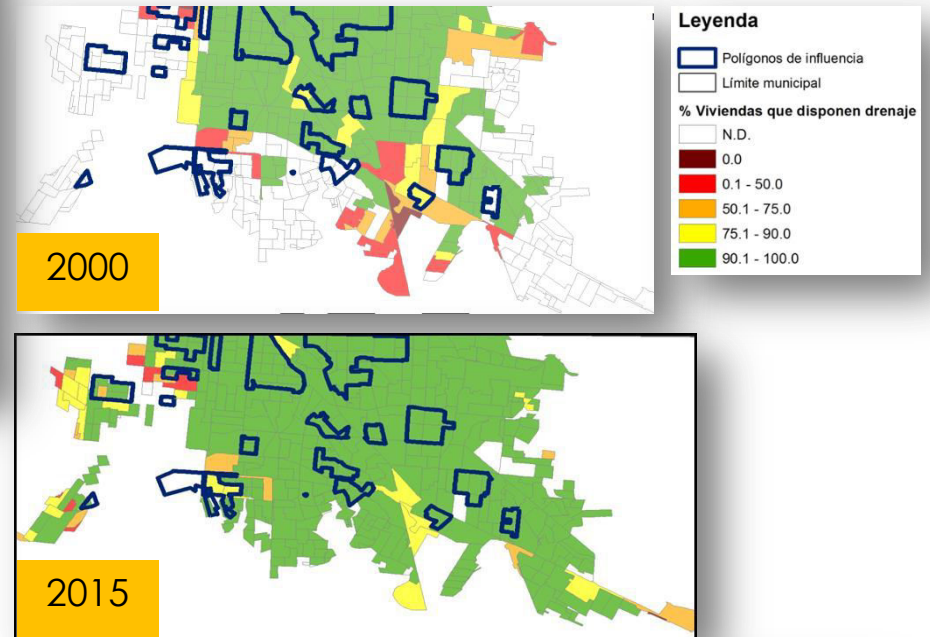 Leyenda
Polígonos de influencia
Límite municipal
% Viviendas que disponen drenaje
N.D.
0.0
0.1 - 50.0
50.1 - 75.0
75.1 - 90.0
90.1 - 100.0
2000
2015